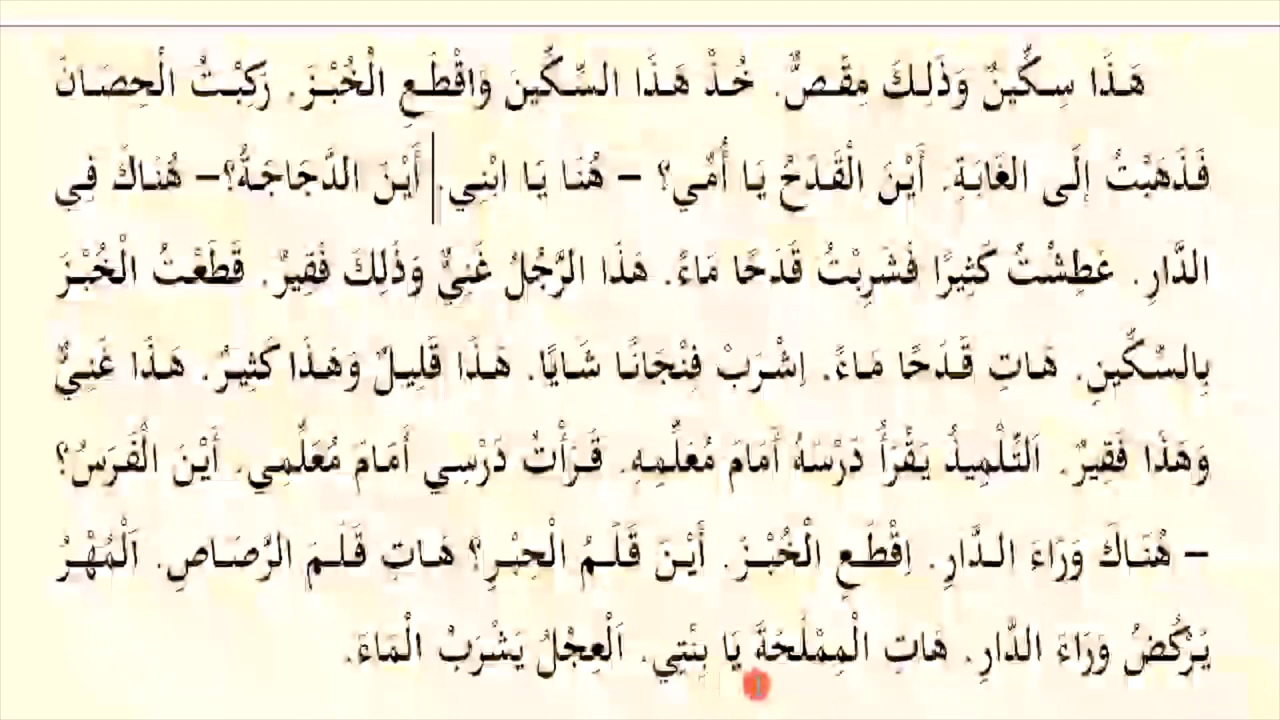 هَذَا سِكِّينٌ وَذَلِكَ مِقَصٌّ. خُذْ هَذَا السِّكِّينَ وَاقْطَعِ الْخُبْزَ. رَكِبْتُ الْحِصَانَ
فَذَهَبْتُ إِلَى الغَابَةِ. أَيْنَ الْقَدَحُ يَا أُمِّي؟ – هُنَا يَا ابْنِي. أَيْنَ الدَّجَاجَةُ؟– هُنَاكَ فِي
الدَّارِ. عَطِشْتُ كَثِيرًا فَشَرِبْتُ قَدَحًا مَاءً. هَذَا الرَّجُلُ غَنِيٌّ وَذَلِكَ فَقِيرٌ. قَطَعْتُ الْخُبْزَ
بِالسِّكِّينِ. هَاتِ قَدَحًا مَاءً. اِشْرَبْ فِنْجَانًا شَايًا. هَذَا قَلِيلٌ وَهَذَا كَثِيرٌ. هَذَا غَنِيٌّ
وَهَذَا فَقِيرٌ. اَلتِّلْمِيذُ يَقْرَأُ دَرْسَهُ أَمَامَ مُعَلِّمِهِ. قَرَأْتُ دَرْسِي أَمَامَ مُعَلِّمِي. أَيْنَ الْفَرَسُ؟
– هُنَاكَ وَرَاءَ الدَّارِ. اِقْطَعِ الْخُبْزَ. أَيْنَ قَلَمُ الْحِبْرِ؟ هَاتِ قَلَمَ الرَّصَاصِ. اَلْمُهْرُ
يَرْكُضُ وَرَاءَ الدَّارِ. هَاتِ الْمِمْلَحَةَ يَا بِنْتِي. اَلْعِجْلُ يَشْرَبُ الْمَاءَ.